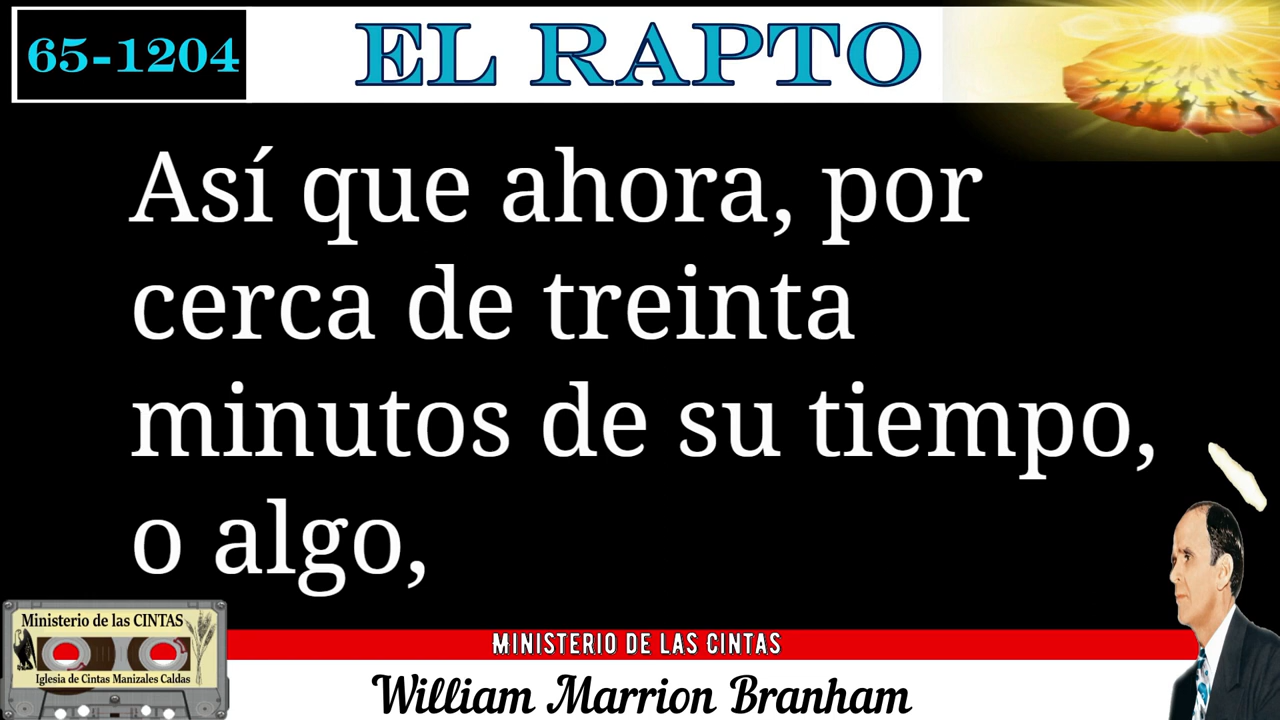 65-1204
EL RAPTO
Así que ahora, por
cerca de treinta
minutos de su tiempo,
o algo,
Ministerio de las CINTAS
Iglesia de Cintas Manizales Caldas
MINISTERIO DE LAS CINTAS
William Marrion Branham